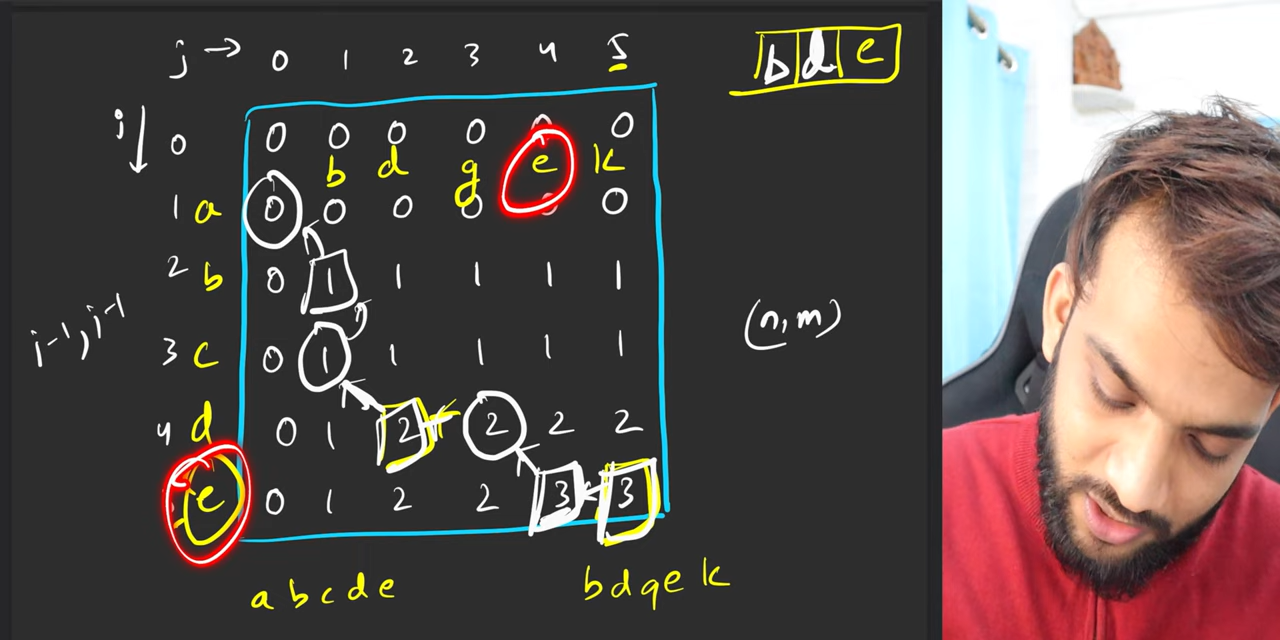 j → 0 1 2 3 4 5
b d e
i ↓ 0 0 0 0 0 0 0
b d g e k
1 a 0 0 0 0 0 0
2 b 0 1 1 1 1 1
i-1, j-1
(n, m)
3 c 0 1 1 1 1 1
4 d 0 1 2 2 2 2
e 0 1 2 2 3 3
a b c d e
b d g e k